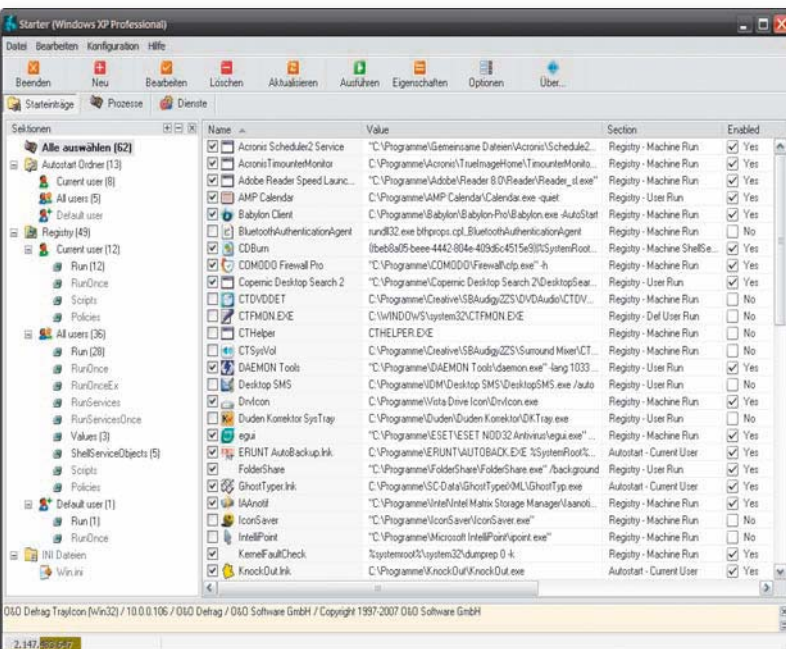 Starter (Windows XP Professional)
Datei Bearbeiten Konfiguration Hilfe
Beenden Neu Bearbeiten Löschen Aktualisieren Ausführen Eigenschaften Optionen Über...
Starteinträge Prozesse Dienste
Sektionen
Alle auswählen (62)
Autostart Ordner (13)
Current user (8)
All users (5)
Default user
Registry (49)
Current user (12)
Run (12)
RunOnce
Scripts
Policies
All users (36)
Run (28)
RunOnce
RunOnceEx
RunServices
RunServicesOnce
Values (3)
ShellServiceObjects (5)
Scripts
Policies
Default user (1)
Run (1)
RunOnce
INI Dateien
Win.ini
Name Value Section Enabled
Acronis Scheduler2 Service "C:\Programme\Gemeinsame Dateien\Acronis\Schedule2... Registry - Machine Run Yes
AcronisTimounterMonitor C:\Programme\Acronis\TrueImageHome\TimounterMonito... Registry - Machine Run Yes
Adobe Reader Speed Launc... "C:\Programme\Adobe\Reader 8.0\Reader\Reader_sl.exe" Registry - Machine Run Yes
AMP Calendar C:\Programme\AMP Calendar\Calendar.exe -quiet Registry - User Run Yes
Babylon Client C:\Programme\Babylon\Babylon-Pro\Babylon.exe -AutoStart Registry - Machine Run Yes
BluetoothAuthenticationAgent rundll32.exe bthprops.cpl,,BluetoothAuthenticationAgent Registry - Machine Run No
CDBurn {fbeb8a05-beee-4442-804e-409d6c4515e9}\%SystemRoot... Registry - Machine ShellSe... Yes
COMODO Firewall Pro "C:\Programme\COMODO\Firewall\cfp.exe" -h Registry - Machine Run Yes
Copernic Desktop Search 2 "C:\Programme\Copernic Desktop Search 2\DesktopSear... Registry - User Run Yes
CTDVDDET C:\Programme\Creative\SBAudigy2ZS\DVDAudio\CTDV... Registry - Machine Run No
CTFMON.EXE C:\WINDOWS\system32\CTFMON.EXE Registry - Def User Run No
CTHelper CTHELPER.EXE Registry - Machine Run No
CTSysVol C:\Programme\Creative\SBAudigy2ZS\Surround Mixer\CT... Registry - Machine Run No
DAEMON Tools "C:\Programme\DAEMON Tools\daemon.exe" -lang 1033 Registry - User Run Yes
Desktop SMS C:\Programme\IDM\Desktop SMS\DesktopSMS.exe /auto Registry - Machine Run No
DrvIcon C:\Programme\Vista Drive Icon\DrvIcon.exe Registry - Machine Run Yes
Duden Korrektor SysTray C:\Programme\Duden\Duden Korrektor\DKTray.exe Registry - User Run No
egui "C:\Programme\ESET\ESET NOD32 Antivirus\egui.exe" ... Registry - Machine Run Yes
ERUNT AutoBackup.lnk C:\Programme\ERUNT\AUTOBACK.EXE %SystemRoot%... Autostart - Current User Yes
FolderShare "C:\Programme\FolderShare\FolderShare.exe" /background Registry - User Run Yes
GhostTyper.lnk C:\Programme\SC-Data\GhostTyperXML\GhostTyp.exe Autostart - Current User Yes
IAAnotif "C:\Programme\Intel\Intel Matrix Storage Manager\Iaanoti... Registry - Machine Run Yes
IconSaver "C:\Programme\IconSaver\IconSaver.exe" Registry - Machine Run No
IntelliPoint "C:\Programme\Microsoft IntelliPoint\ipoint.exe" Registry - Machine Run No
KernelFaultCheck %systemroot%\system32\dumprep 0 -k Registry - Machine Run Yes
KnockOut.lnk C:\Programme\KnockOut\KnockOut.exe Autostart - Current User Yes
O&O Defrag TrayIcon (Win32) / 10.0.0.106 / O&O Defrag / O&O Software GmbH / Copyright 1997-2007 O&O Software GmbH